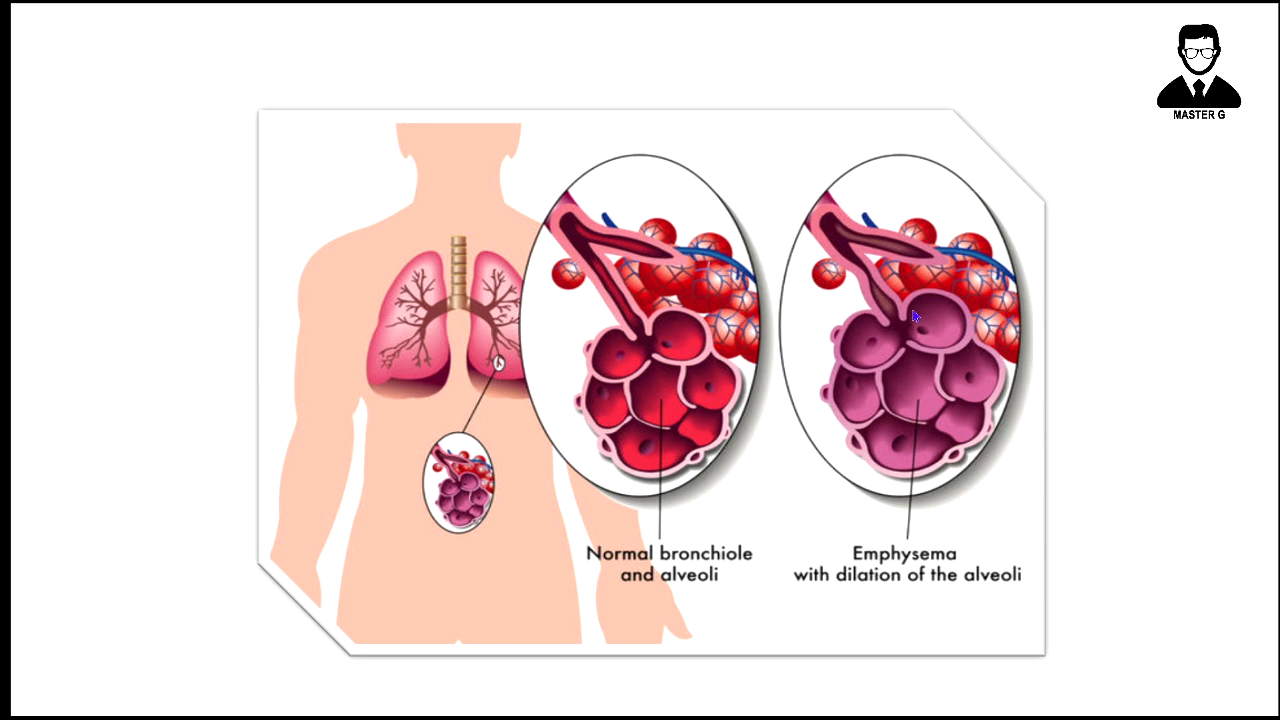 MASTER G
Normal bronchiole
and alveoli
Emphysema
with dilation of the alveoli